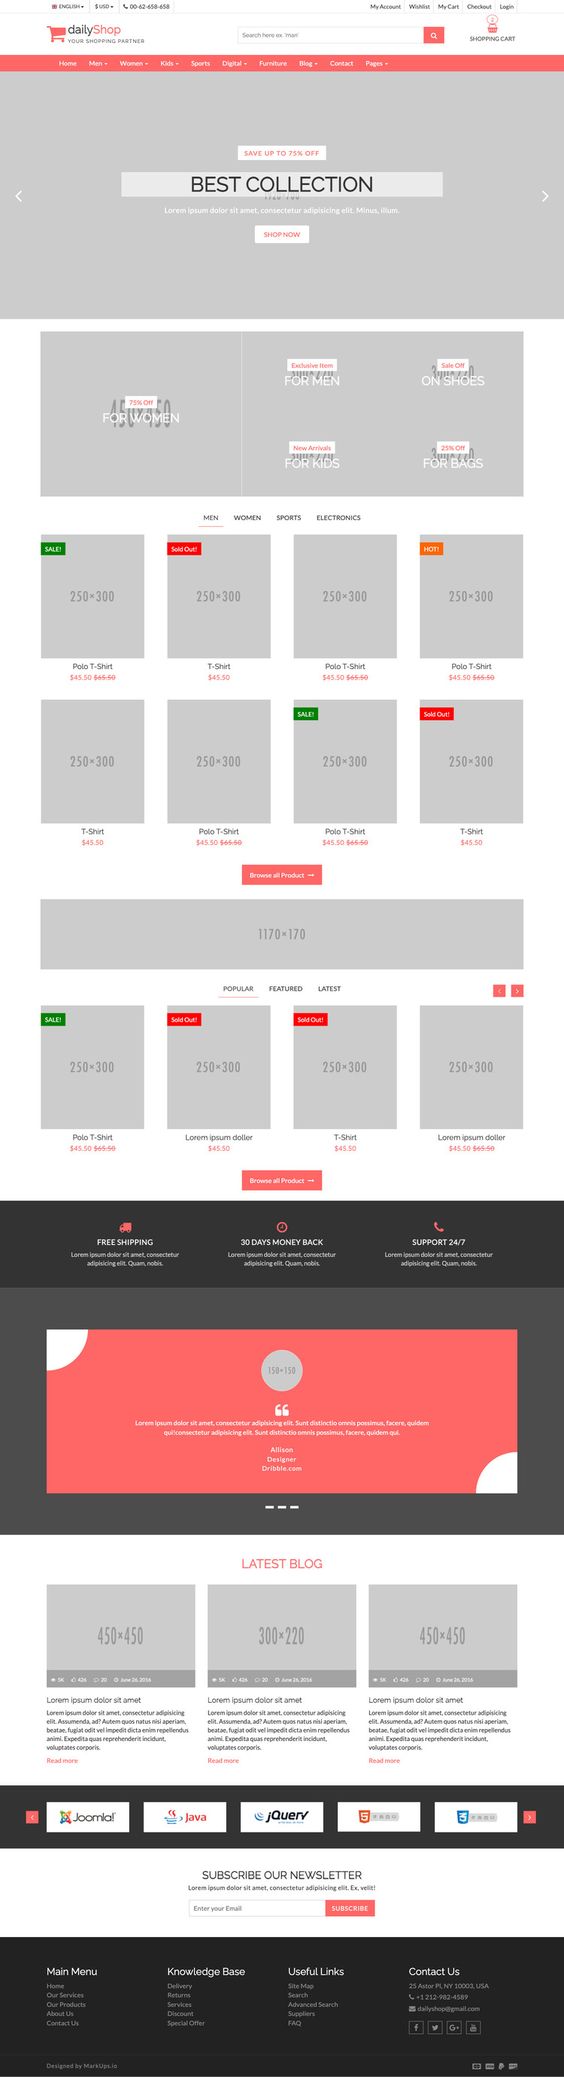 ENGLISH
$ USD
00-62-658-658
My Account
Wishlist
My Cart
Checkout
Login
dailyShop
YOUR SHOPPING PARTNER
Search here ex. 'man'
2
SHOPPING CART
Home Men Women Kids Sports Digital Furniture Blog Contact Pages
SAVE UP TO 75% OFF
BEST COLLECTION
Lorem ipsum dolor sit amet, consectetur adipisicing elit. Minus, illum.
SHOP NOW
75% Off
450×450
FOR WOMEN
Exclusive Item
FOR MEN
Sale Off
ON SHOES
New Arrivals
FOR KIDS
25% Off
FOR BAGS
MEN WOMEN SPORTS ELECTRONICS
SALE! Sold Out! HOT!
250×300 250×300 250×300 250×300
Polo T-Shirt T-Shirt Polo T-Shirt Polo T-Shirt
$45.50 $65.50 $45.50 $45.50 $65.50 $45.50 $65.50
SALE! Sold Out!
250×300 250×300 250×300 250×300
T-Shirt Polo T-Shirt Polo T-Shirt T-Shirt
$45.50 $45.50 $65.50 $45.50 $65.50 $45.50
Browse all Product
1170×170
POPULAR FEATURED LATEST
SALE! Sold Out! Sold Out!
250×300 250×300 250×300 250×300
Polo T-Shirt Lorem ipsum doller T-Shirt Lorem ipsum doller
$45.50 $65.50 $45.50 $45.50 $45.50 $65.50
Browse all Product
FREE SHIPPING
Lorem ipsum dolor sit amet, consectetur
adipisicing elit. Quam, nobis.
30 DAYS MONEY BACK
Lorem ipsum dolor sit amet, consectetur
adipisicing elit. Quam, nobis.
SUPPORT 24/7
Lorem ipsum dolor sit amet, consectetur
adipisicing elit. Quam, nobis.
150×150
Lorem ipsum dolor sit amet, consectetur adipisicing elit. Sunt distinctio omnis possimus, facere, quidem
qui!consectetur adipisicing elit. Sunt distinctio omnis possimus, facere, quidem qui.
Allison
Designer
Dribble.com
LATEST BLOG
450×450
5K 426 20 June 26, 2016
Lorem ipsum dolor sit amet
Lorem ipsum dolor sit amet, consectetur adipisicing
elit. Assumenda, ad? Autem quos natus nisi aperiam,
beatae, fugiat odit vel impedit dicta enim repellendus
animi. Expedita quas reprehenderit incidunt,
voluptates corporis.
Read more
300×220
5K 426 20 June 26, 2016
Lorem ipsum dolor sit amet
Lorem ipsum dolor sit amet, consectetur adipisicing
elit. Assumenda, ad? Autem quos natus nisi aperiam,
beatae, fugiat odit vel impedit dicta enim repellendus
animi. Expedita quas reprehenderit incidunt,
voluptates corporis.
Read more
450×450
5K 426 20 June 26, 2016
Lorem ipsum dolor sit amet
Lorem ipsum dolor sit amet, consectetur adipisicing
elit. Assumenda, ad? Autem quos natus nisi aperiam,
beatae, fugiat odit vel impedit dicta enim repellendus
animi. Expedita quas reprehenderit incidunt,
voluptates corporis.
Read more
Joomla!
Java
jQuery
SUBSCRIBE OUR NEWSLETTER
Lorem ipsum dolor sit amet, consectetur adipisicing elit. Ex, velit!
Enter your Email
SUBSCRIBE
Main Menu
Home
Our Services
Our Products
About Us
Contact Us
Knowledge Base
Delivery
Returns
Services
Discount
Special Offer
Useful Links
Site Map
Search
Advanced Search
Suppliers
FAQ
Contact Us
25 Astor Pl, NY 10003, USA
+1 212-982-4589
dailyshop@gmail.com
Designed by MarkUps.io